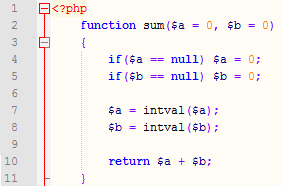 1 <?php
2 function sum($a = 0, $b = 0)
3 {
4 if($a == null) $a = 0;
5 if($b == null) $b = 0;
6
7 $a = intval($a);
8 $b = intval($b);
9
10 return $a + $b;
11 }